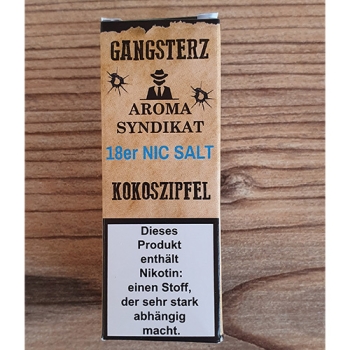 GANGSTERZ
AROMA
SYNDIKAT
18er NIC SALT
KOKOSZIPFEL
Dieses
Produkt
enthält
Nikotin:
einen Stoff,
der sehr stark
abhängig
macht.